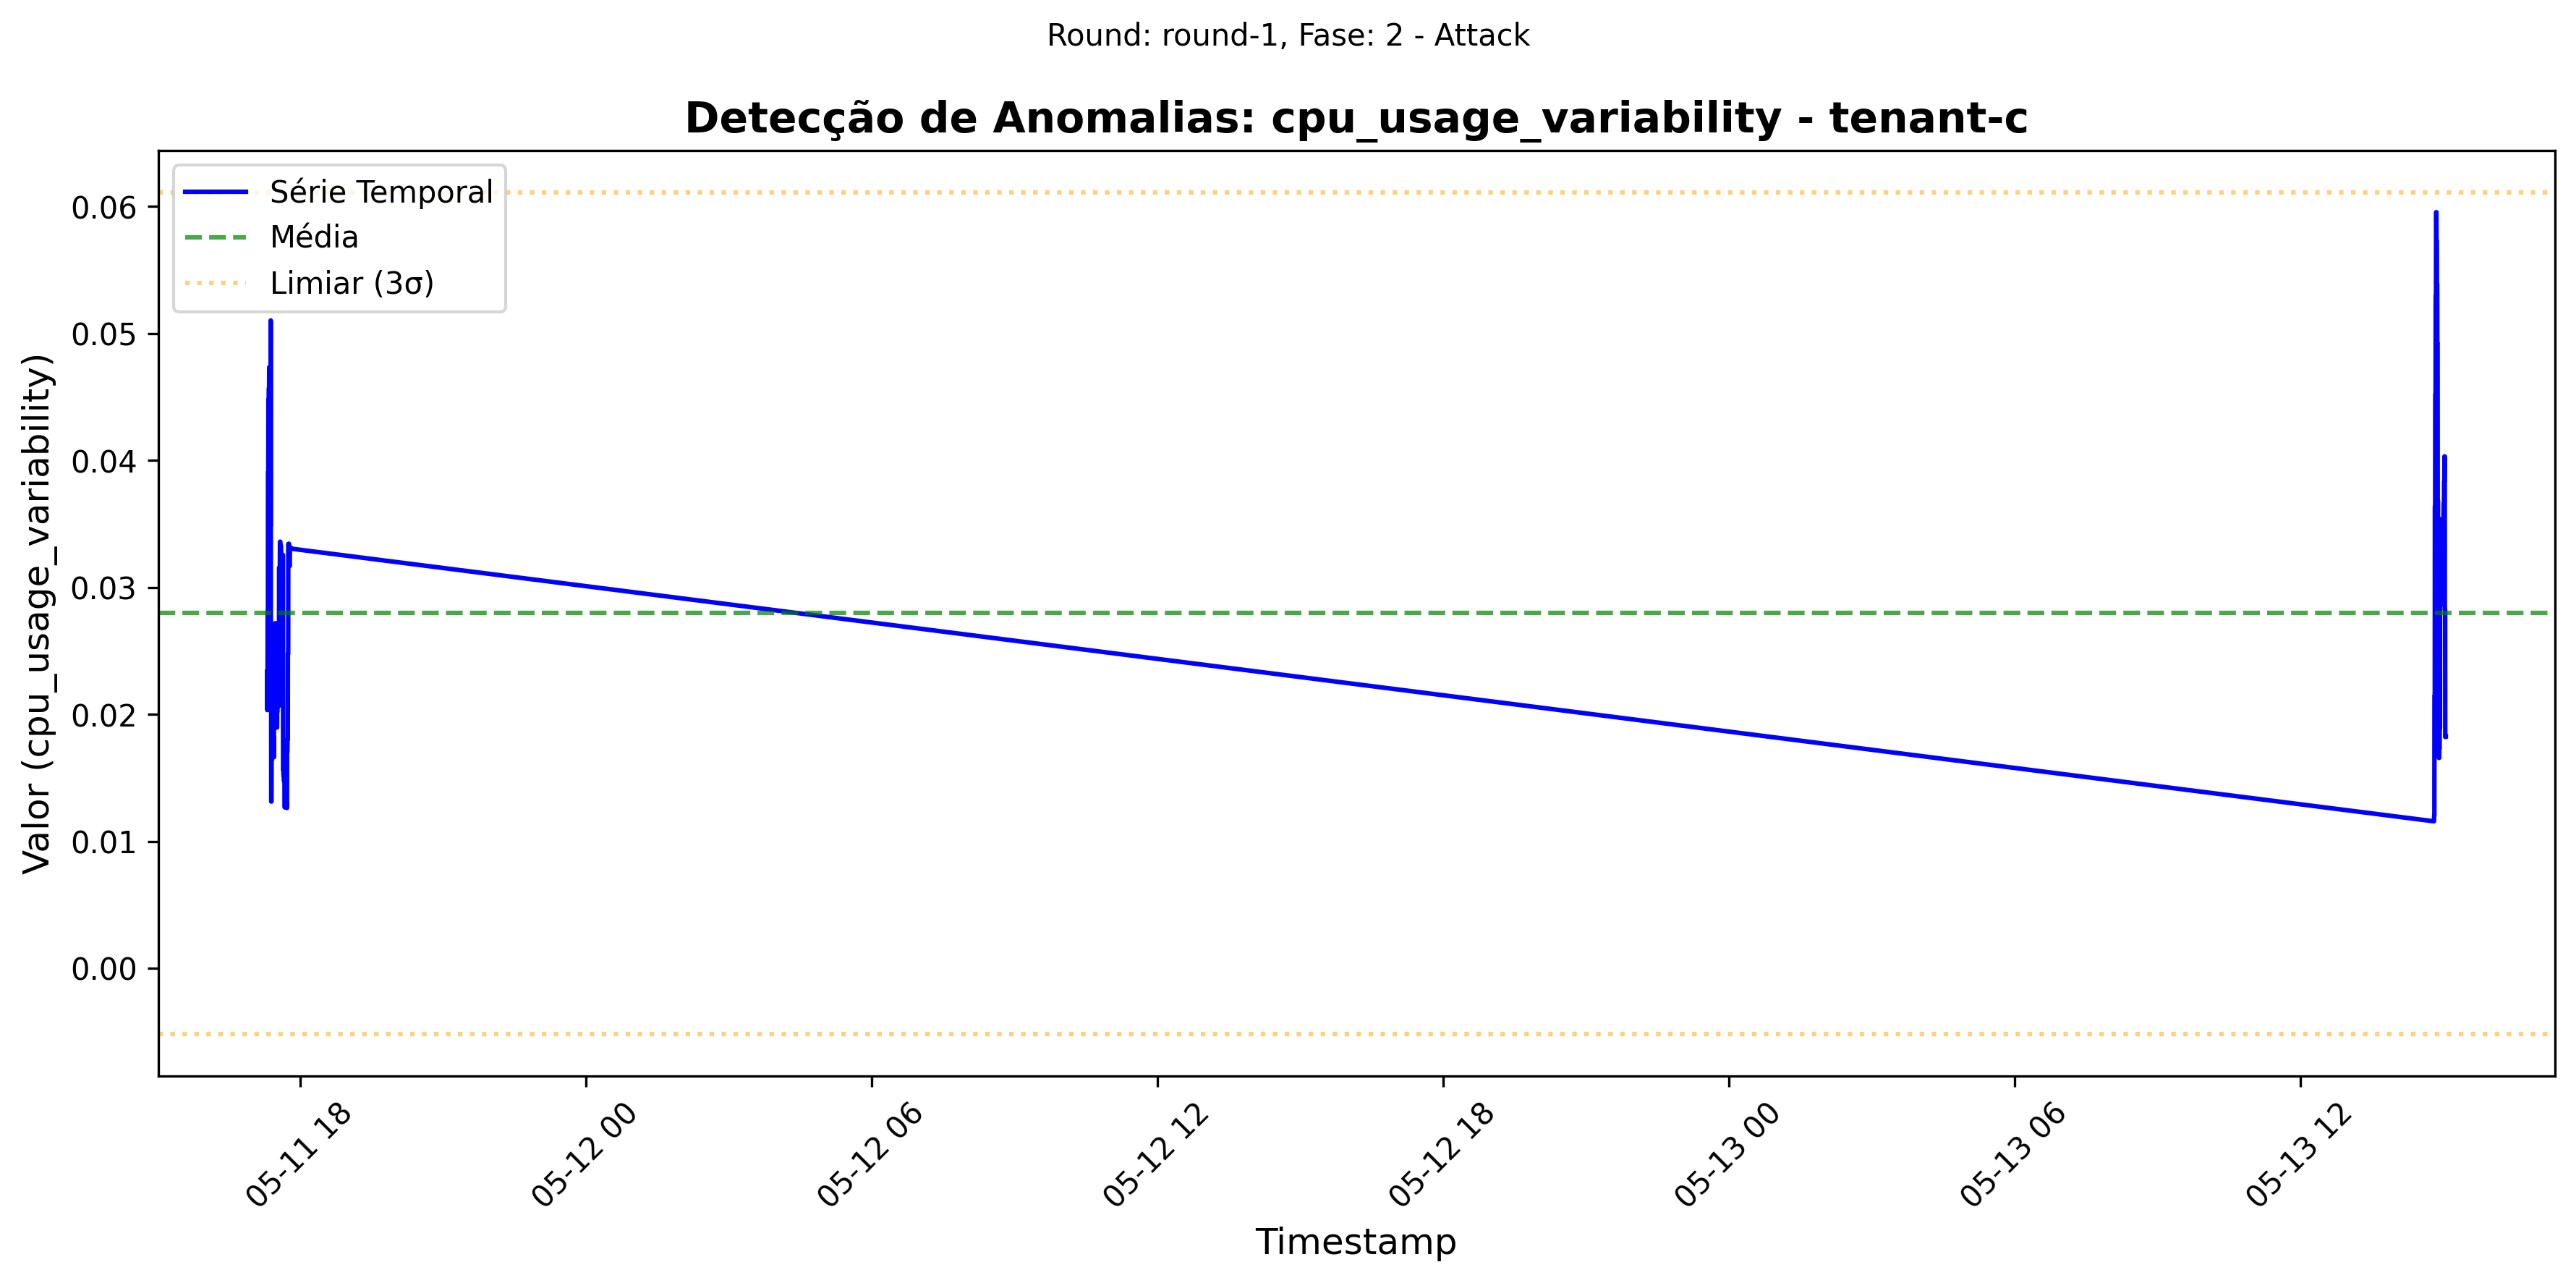 Round: round-1, Fase: 2 - Attack
Detecção de Anomalias: cpu_usage_variability - tenant-c
Série Temporal
Média
Limiar (3σ)
Valor (cpu_usage_variability)
0.06
0.05
0.04
0.03
0.02
0.01
0.00
05-11 18
05-12 00
05-12 06
05-12 12
05-12 18
05-13 00
05-13 06
05-13 12
Timestamp